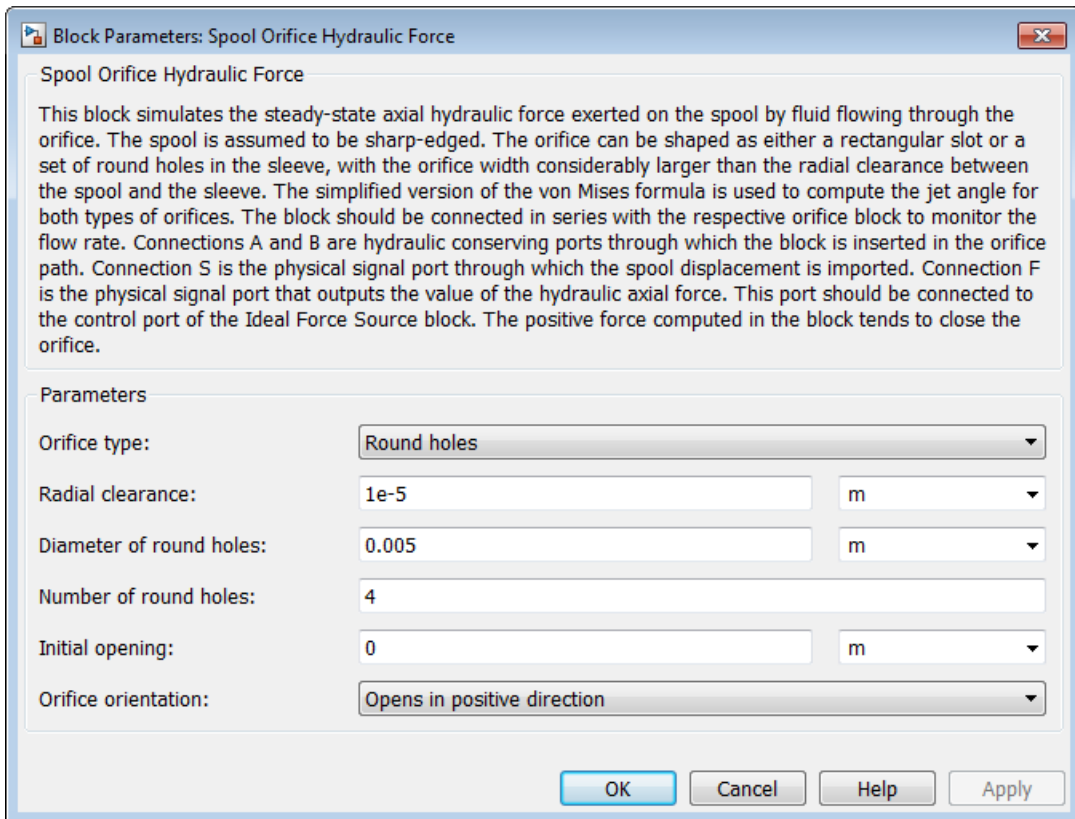 Block Parameters: Spool Orifice Hydraulic Force
Spool Orifice Hydraulic Force
This block simulates the steady-state axial hydraulic force exerted on the spool by fluid flowing through the
orifice. The spool is assumed to be sharp-edged. The orifice can be shaped as either a rectangular slot or a
set of round holes in the sleeve, with the orifice width considerably larger than the radial clearance between
the spool and the sleeve. The simplified version of the von Mises formula is used to compute the jet angle for
both types of orifices. The block should be connected in series with the respective orifice block to monitor the
flow rate. Connections A and B are hydraulic conserving ports through which the block is inserted in the orifice
path. Connection S is the physical signal port through which the spool displacement is imported. Connection F
is the physical signal port that outputs the value of the hydraulic axial force. This port should be connected to
the control port of the Ideal Force Source block. The positive force computed in the block tends to close the
orifice.
Parameters
Orifice type: Round holes
Radial clearance: 1e-5 m
Diameter of round holes: 0.005 m
Number of round holes: 4
Initial opening: 0 m
Orifice orientation: Opens in positive direction
OK Cancel Help Apply